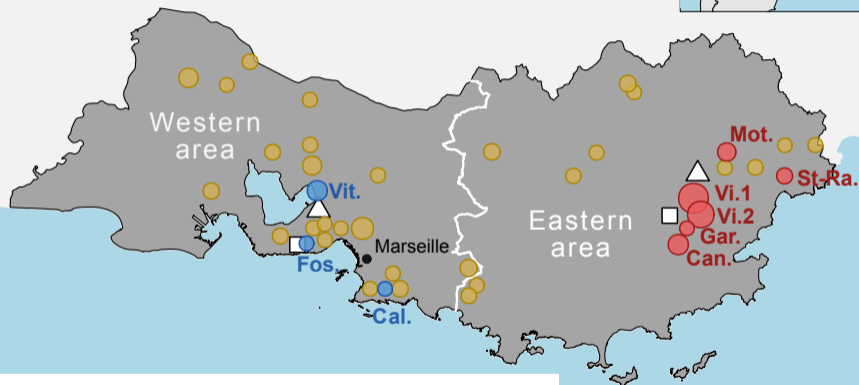 Western
area
Vit.
Fos.
Marseille
Cal.
Eastern
area
Mot.
St-Ra.
Vi.1
Vi.2
Gar.
Can.